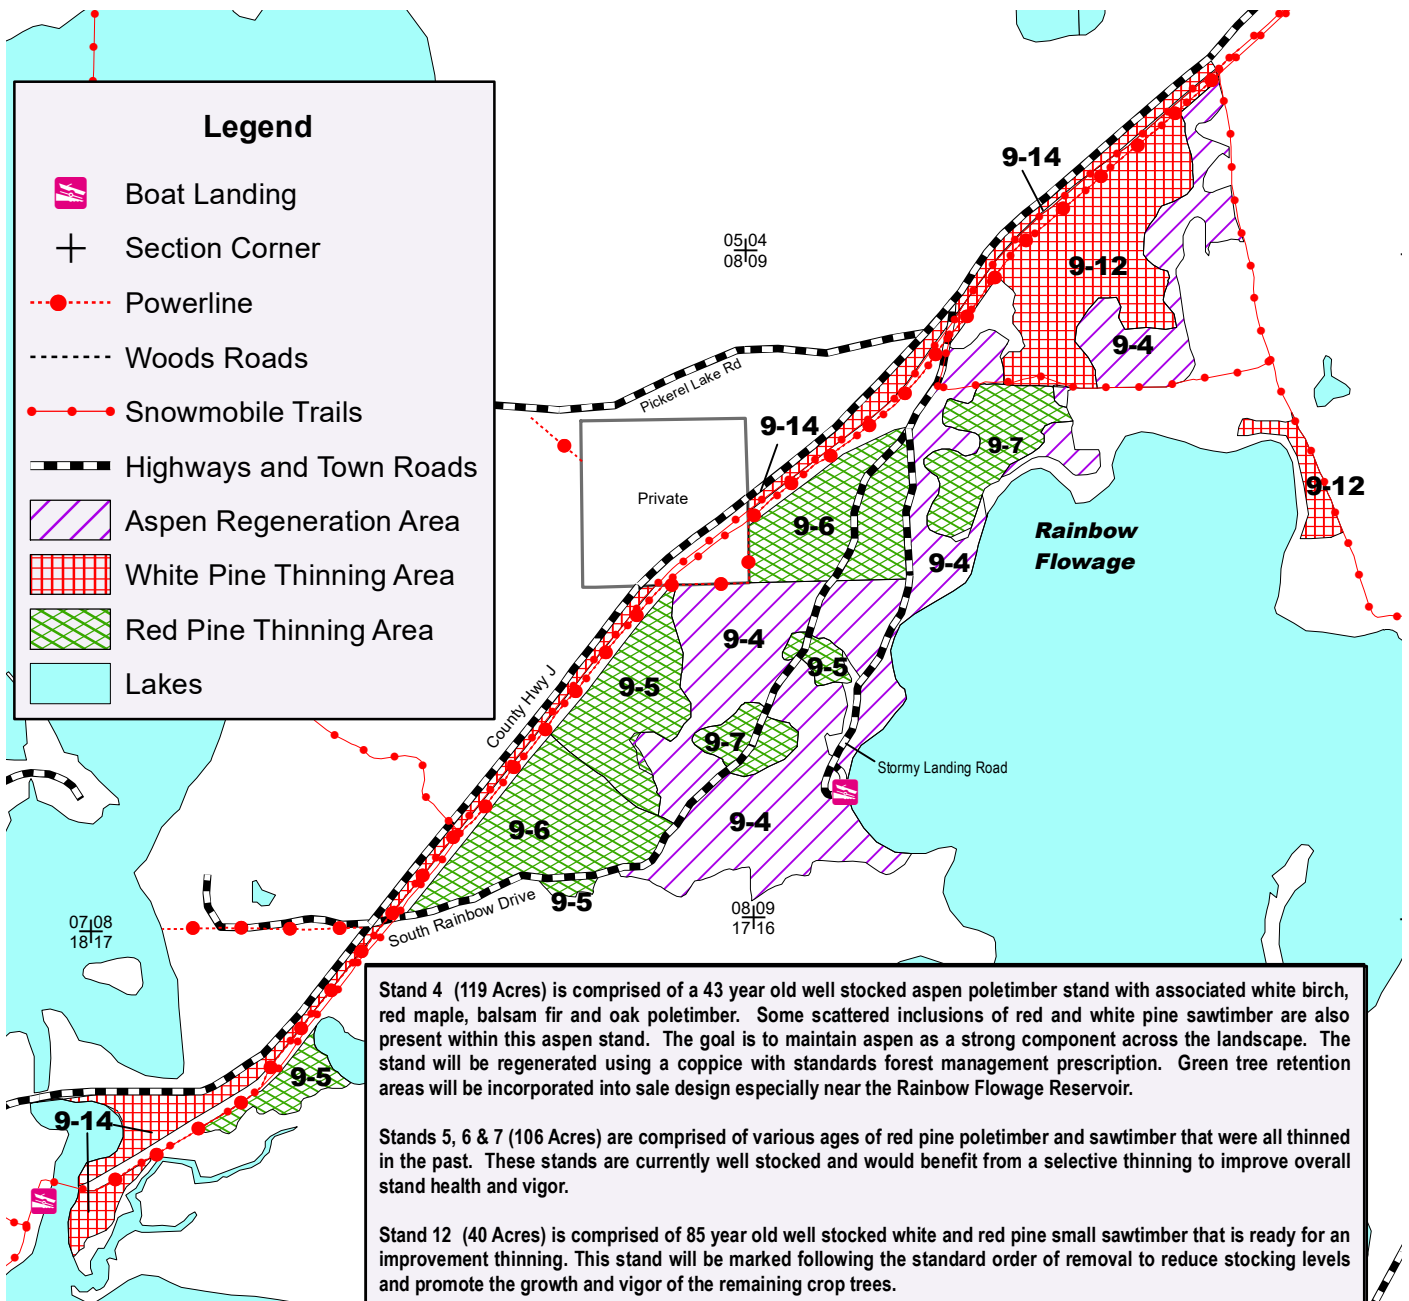 Legend
Boat Landing
Section Corner
Powerline
Woods Roads
Snowmobile Trails
Highways and Town Roads
Aspen Regeneration Area
White Pine Thinning Area
Red Pine Thinning Area
Lakes
9-14
05 04
08 09
9-12
9-4
Pickerel Lake Rd
9-14
9-7
Private
9-12
9-6
Rainbow
Flowage
9-4
9-4
9-5
9-5
County Hwy J
9-7
Stormy Landing Road
9-4
9-6
9-5
South Rainbow Drive
07 08
18 17
08 09
17 16
9-5
9-14
Stand 4 (119 Acres) is comprised of a 43 year old well stocked aspen poletimber stand with associated white birch,
red maple, balsam fir and oak poletimber. Some scattered inclusions of red and white pine sawtimber are also
present within this aspen stand. The goal is to maintain aspen as a strong component across the landscape. The
stand will be regenerated using a coppice with standards forest management prescription. Green tree retention
areas will be incorporated into sale design especially near the Rainbow Flowage Reservoir.
Stands 5, 6 & 7 (106 Acres) are comprised of various ages of red pine poletimber and sawtimber that were all thinned
in the past. These stands are currently well stocked and would benefit from a selective thinning to improve overall
stand health and vigor.
Stand 12 (40 Acres) is comprised of 85 year old well stocked white and red pine small sawtimber that is ready for an
improvement thinning. This stand will be marked following the standard order of removal to reduce stocking levels
and promote the growth and vigor of the remaining crop trees.